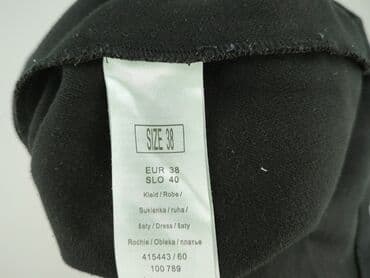 SIZE 38
EUR 38
SLO 40
Kleid / Robe /
Sukienka / ruha /
šaty / Dress / šaty
Rochie / Obleka / платье
415443 / 60
100 789